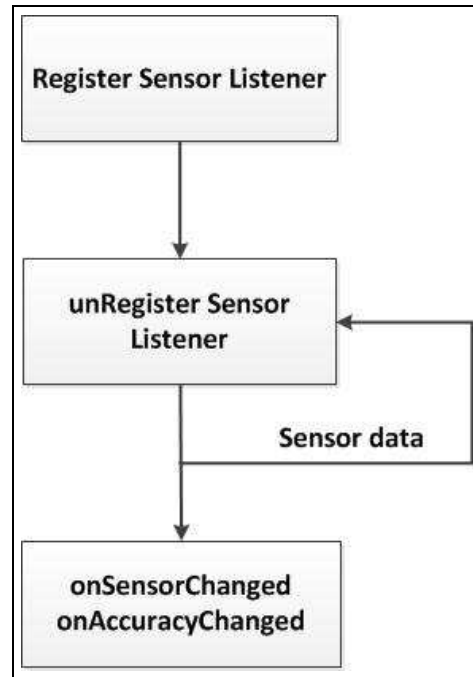 Register Sensor Listener
unRegister Sensor
Listener
Sensor data
onSensorChanged
onAccuracyChanged